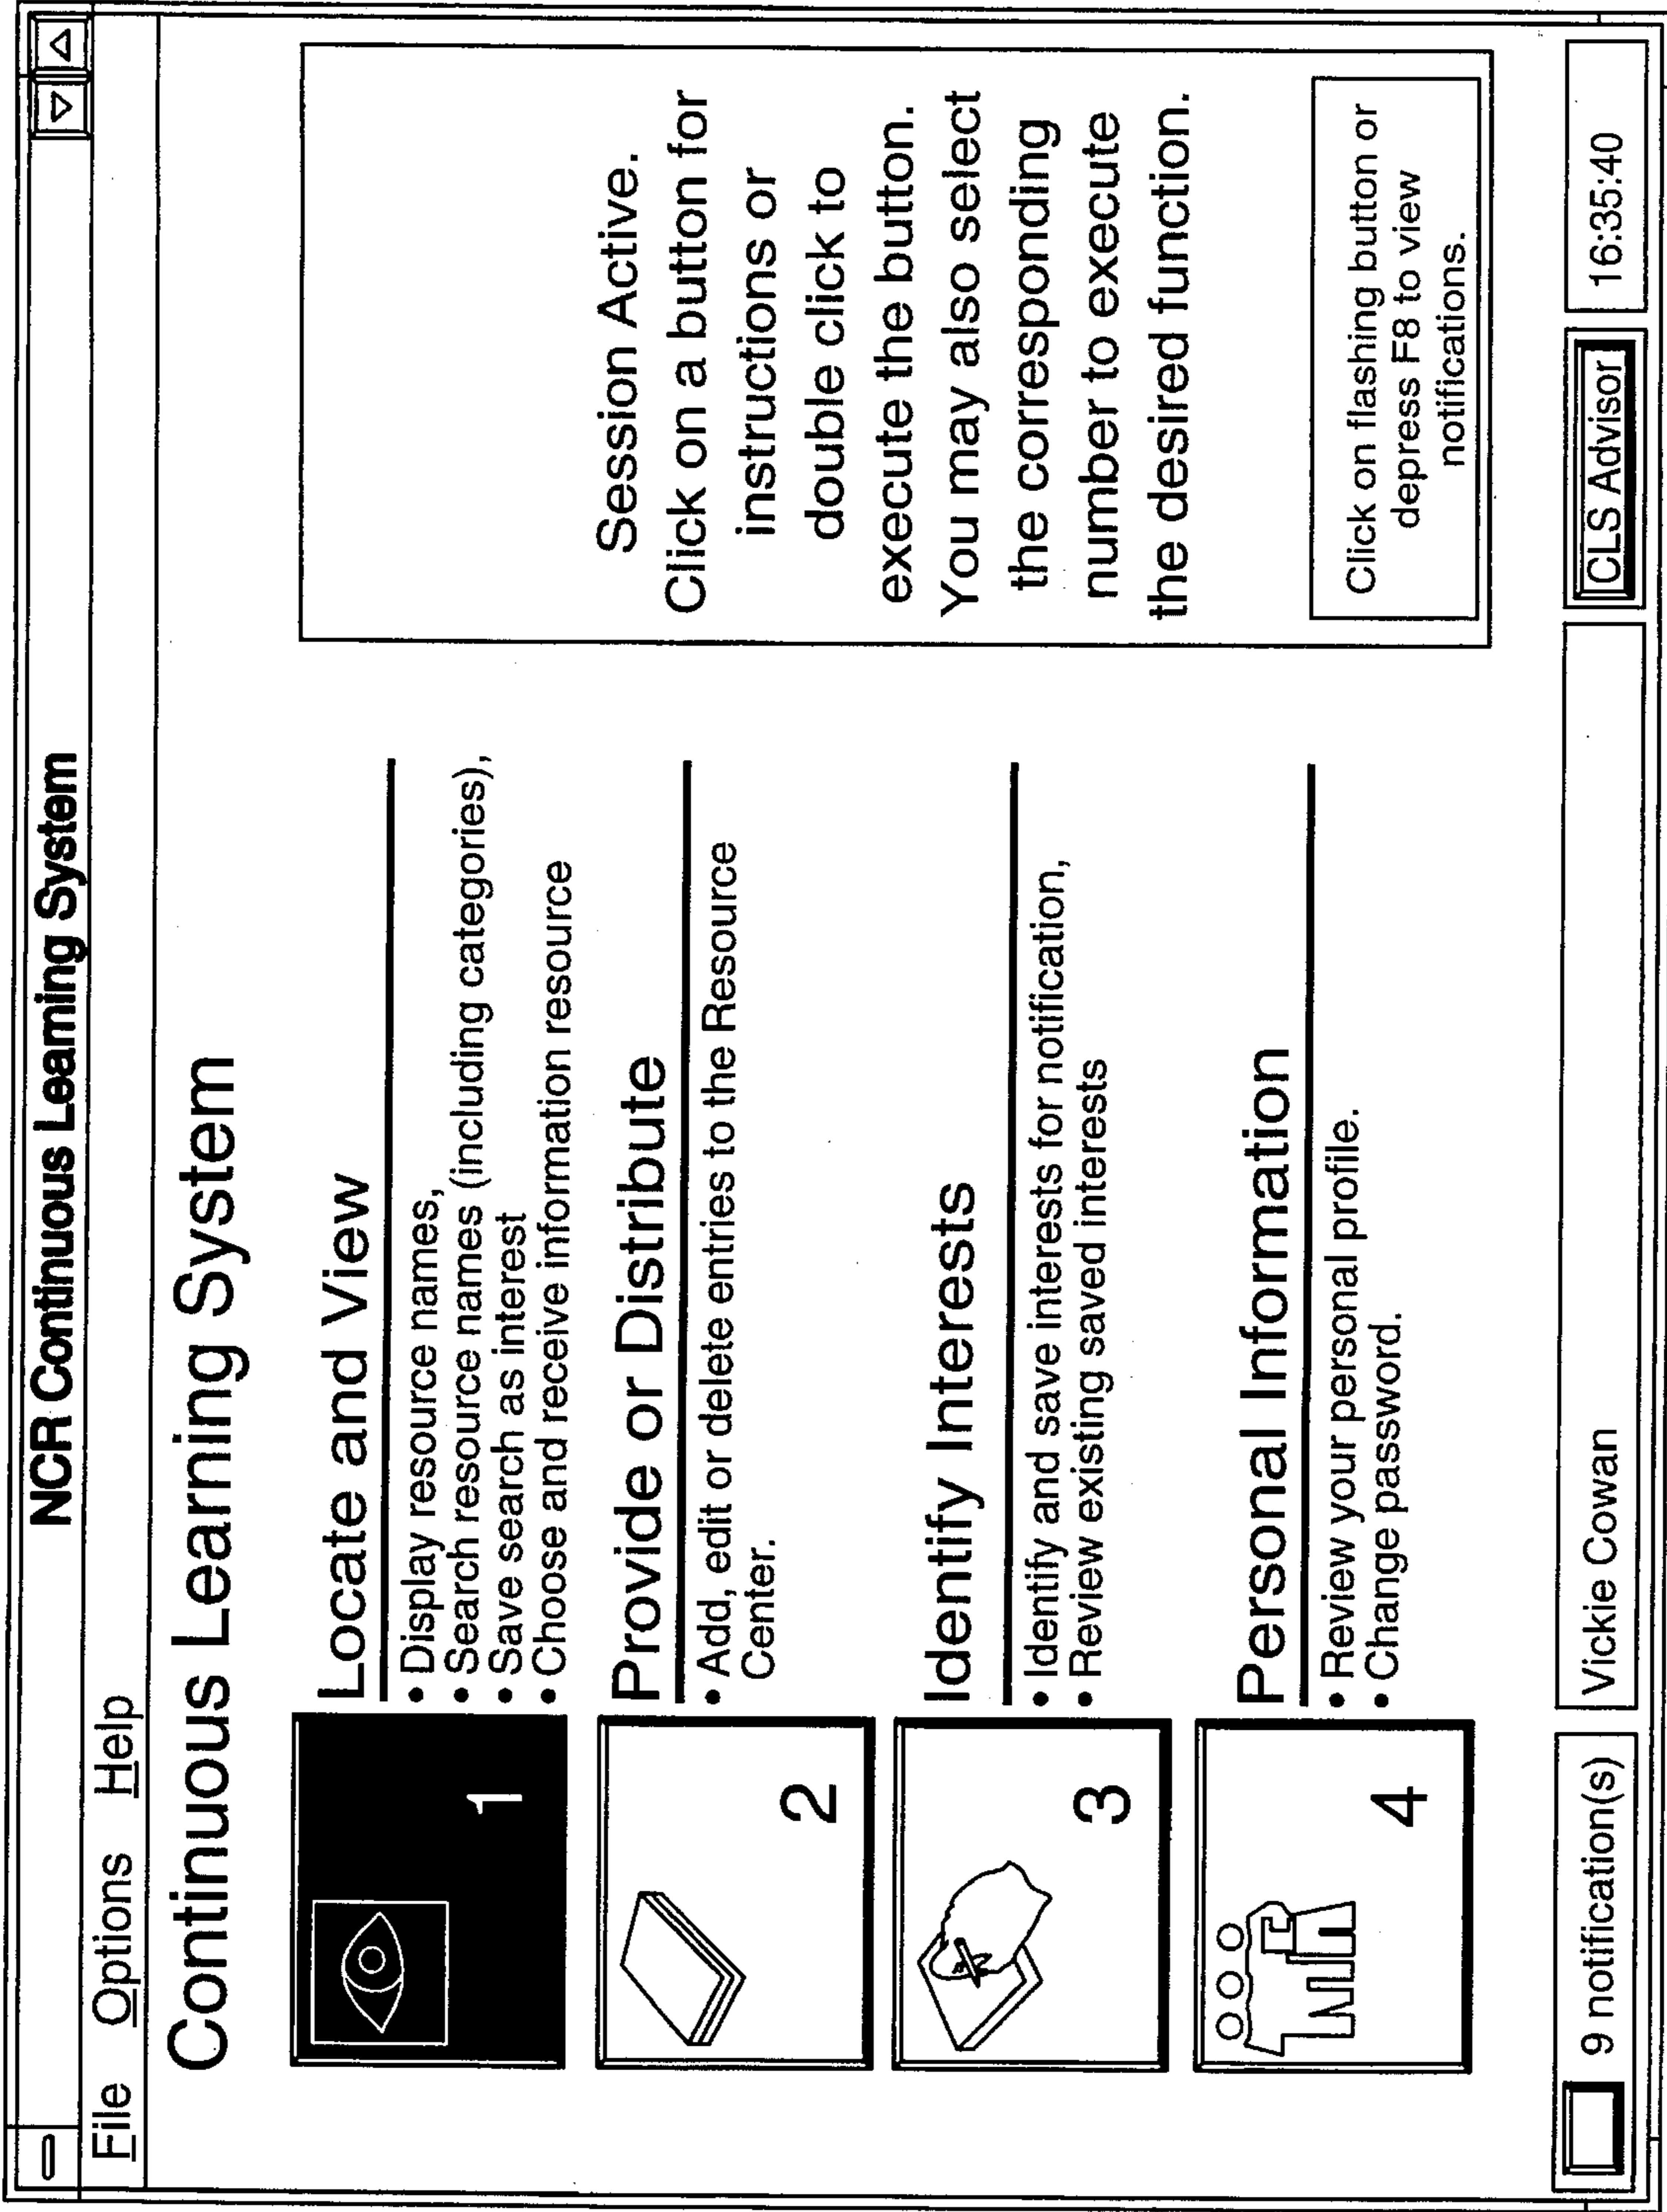 NCR Continuous Learning System
File Options Help
Continuous Learning System
1
Locate and View
• Display resource names,
• Search resource names (including categories),
• Save search as interest
• Choose and receive information resource
2
Provide or Distribute
• Add, edit or delete entries to the Resource
Center.
3
Identify Interests
• Identify and save interests for notification,
• Review existing saved interests
4
Personal Information
• Review your personal profile.
• Change password.
Session Active.
Click on a button for
instructions or
double click to
execute the button.
You may also select
the corresponding
number to execute
the desired function.
Click on flashing button or
depress F8 to view
notifications.
9 notification(s)
Vickie Cowan
CLS Advisor
16:35:40